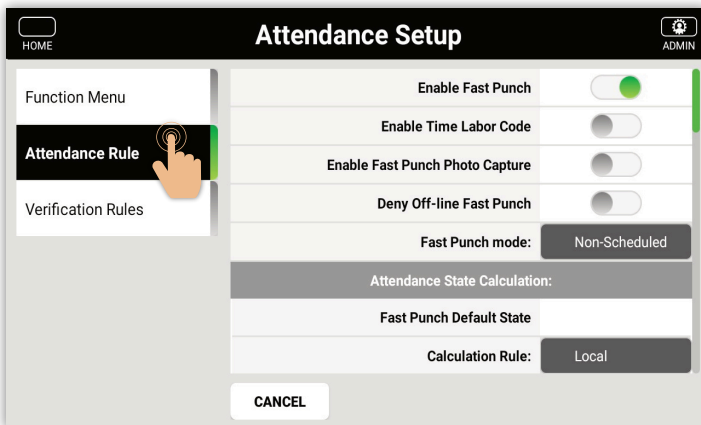 HOME
Attendance Setup
ADMIN
Function Menu
Attendance Rule
Verification Rules
Enable Fast Punch
Enable Time Labor Code
Enable Fast Punch Photo Capture
Deny Off-line Fast Punch
Fast Punch mode: Non-Scheduled
Attendance State Calculation:
Fast Punch Default State
Calculation Rule: Local
CANCEL